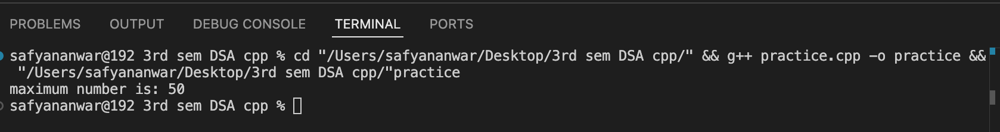 PROBLEMS OUTPUT DEBUG CONSOLE TERMINAL PORTS
safyananwar@192 3rd sem DSA cpp % cd "/Users/safyananwar/Desktop/3rd sem DSA cpp/" && g++ practice.cpp -o practice &&
"/Users/safyananwar/Desktop/3rd sem DSA cpp/"practice
maximum number is: 50
safyananwar@192 3rd sem DSA cpp %